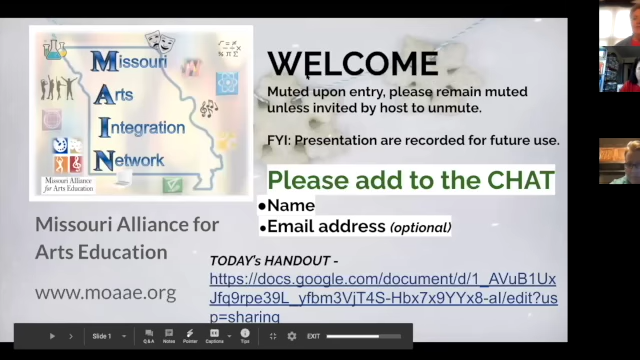 WELCOME
Muted upon entry, please remain muted
unless invited by host to unmute.
FYI: Presentation are recorded for future use.
Please add to the CHAT
•Name
•Email address (optional)
TODAY's HANDOUT -
https://docs.google.com/document/d/1_AVuB1Ux
Jfq9rpe39L_yfbm3VjT4S-Hbx7x9YYx8-aI/edit?us
p=sharing
Missouri
Arts
Integration
Network
Missouri Alliance
for Arts Education
Missouri Alliance for
Arts Education
www.moaae.org
Slide 1
Q&A
Notes
Pointer
Captions
Tips
EXIT